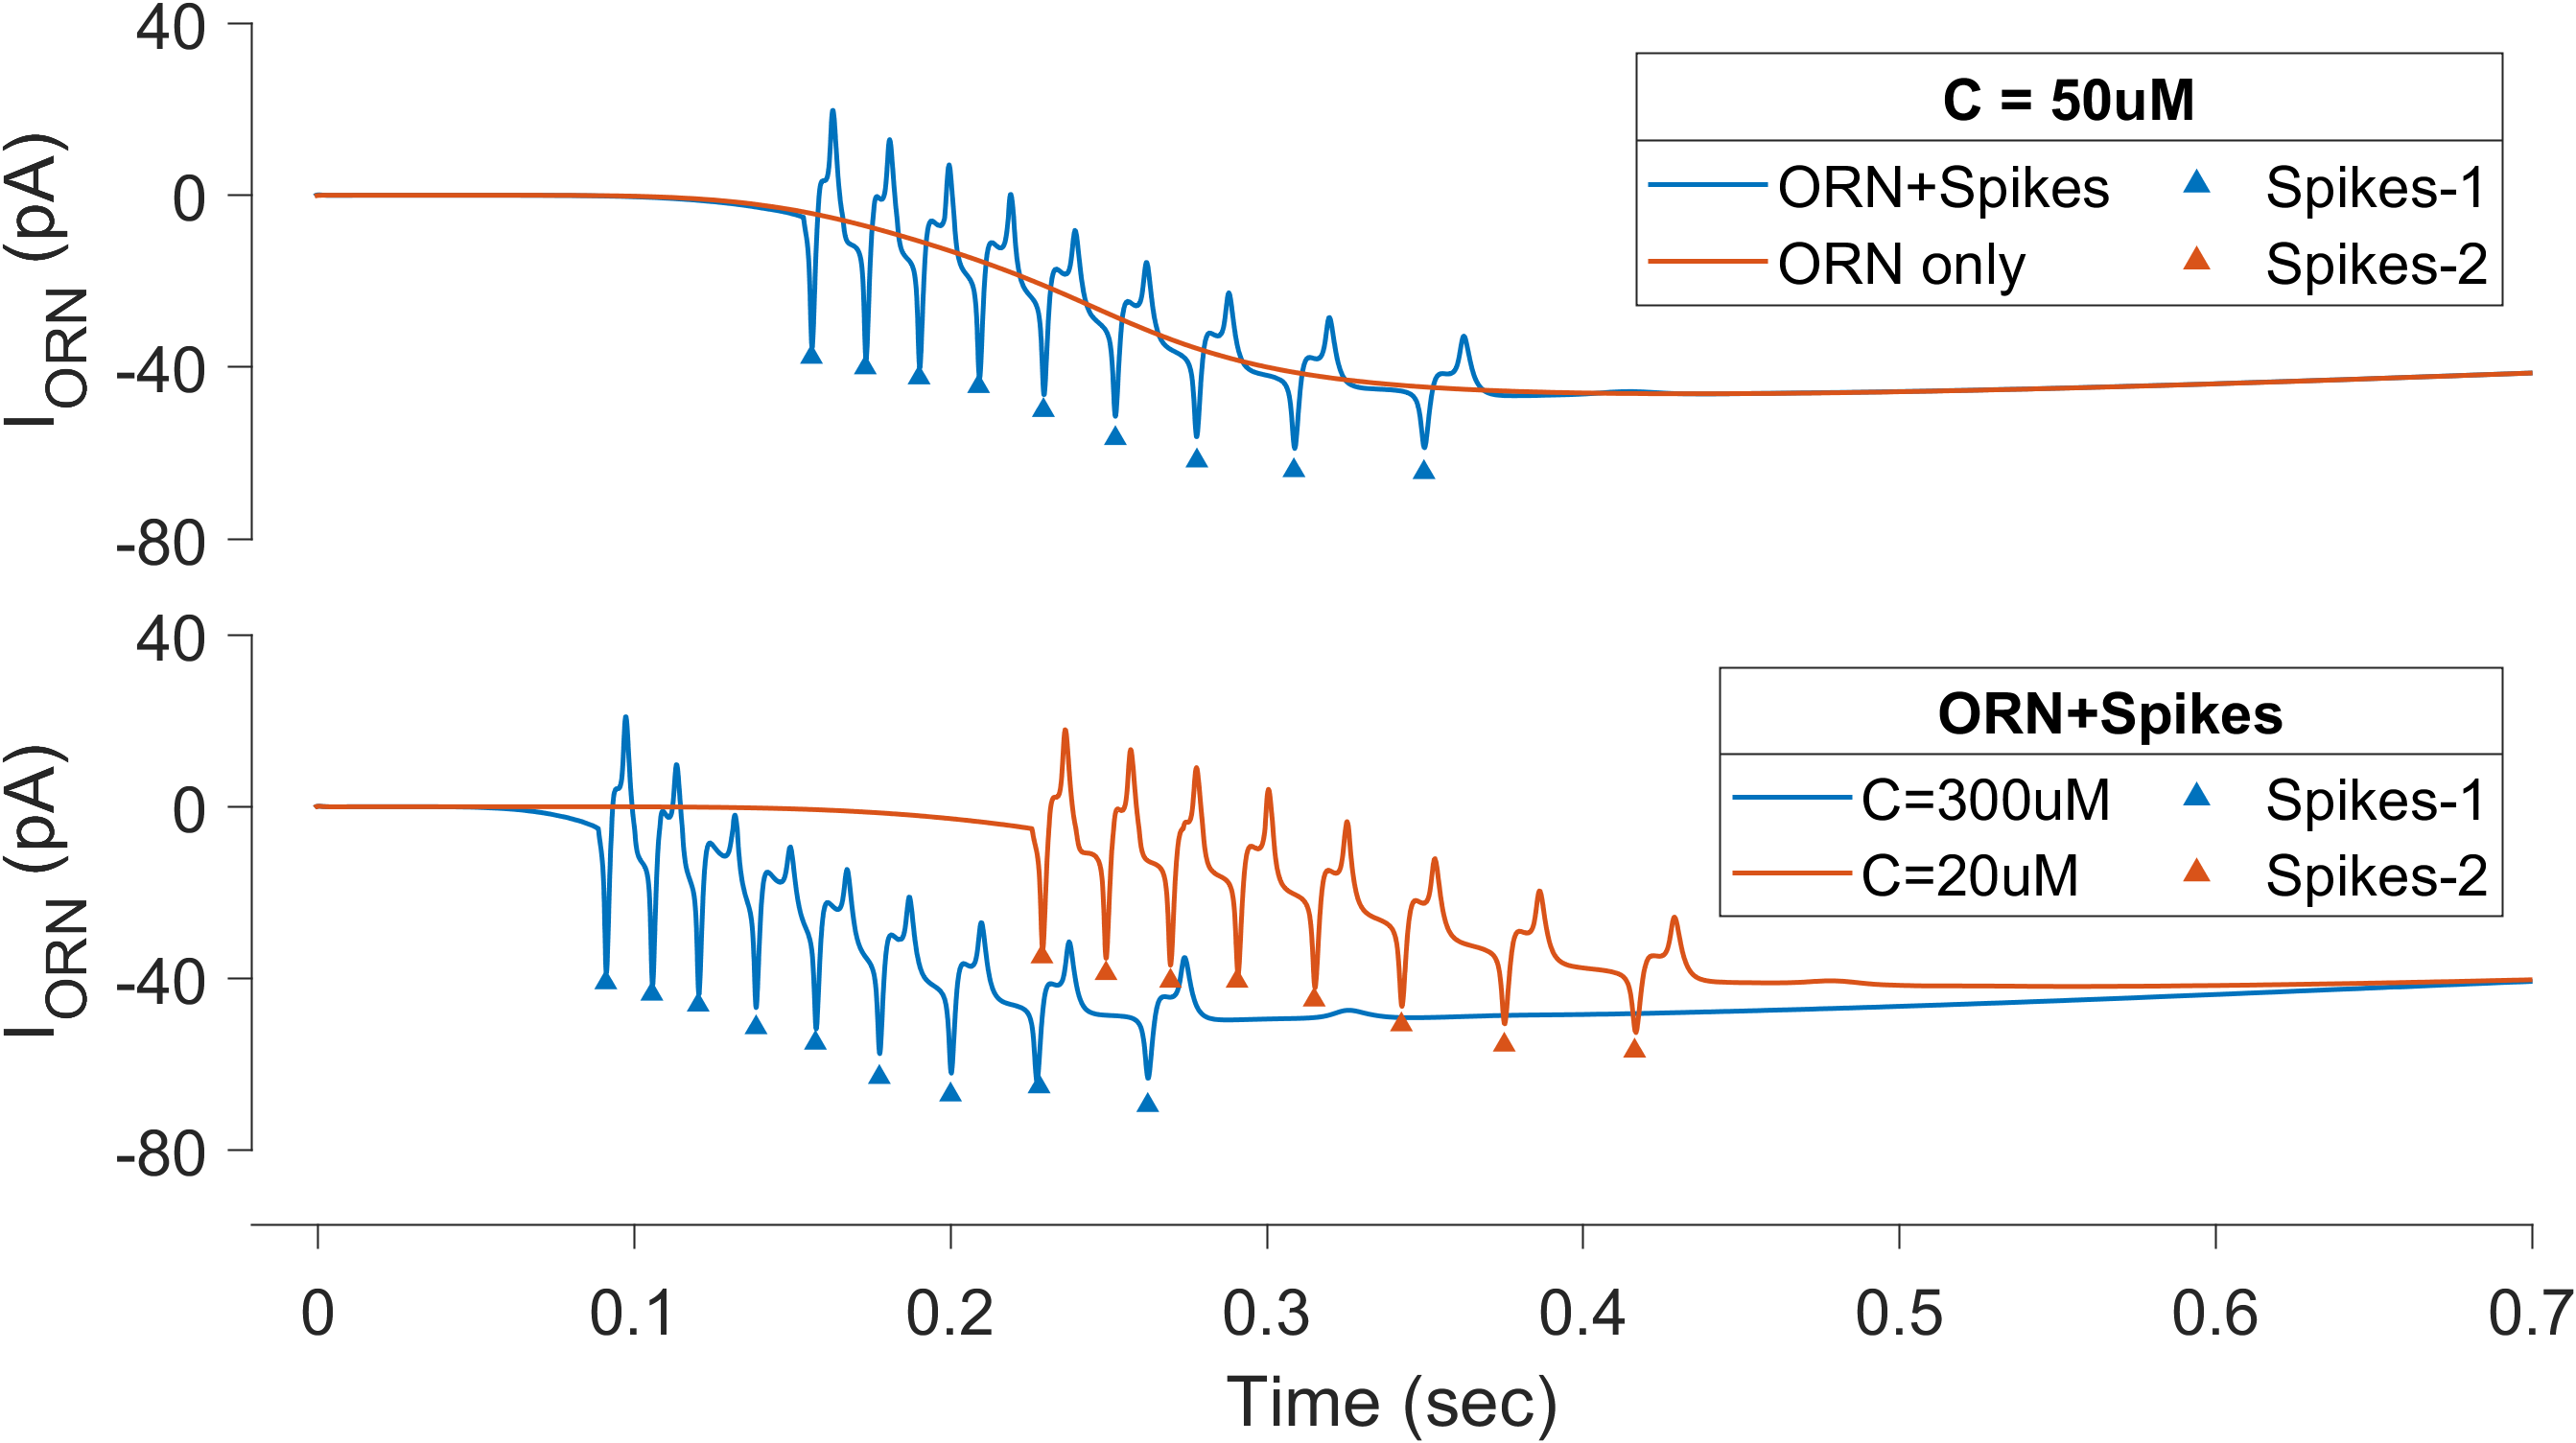 40
0
-40
-80
I_ORN (pA)
C = 50uM
ORN+Spikes Spikes-1
ORN only Spikes-2
40
0
-40
-80
I_ORN (pA)
ORN+Spikes
C=300uM Spikes-1
C=20uM Spikes-2
0 0.1 0.2 0.3 0.4 0.5 0.6 0.7
Time (sec)